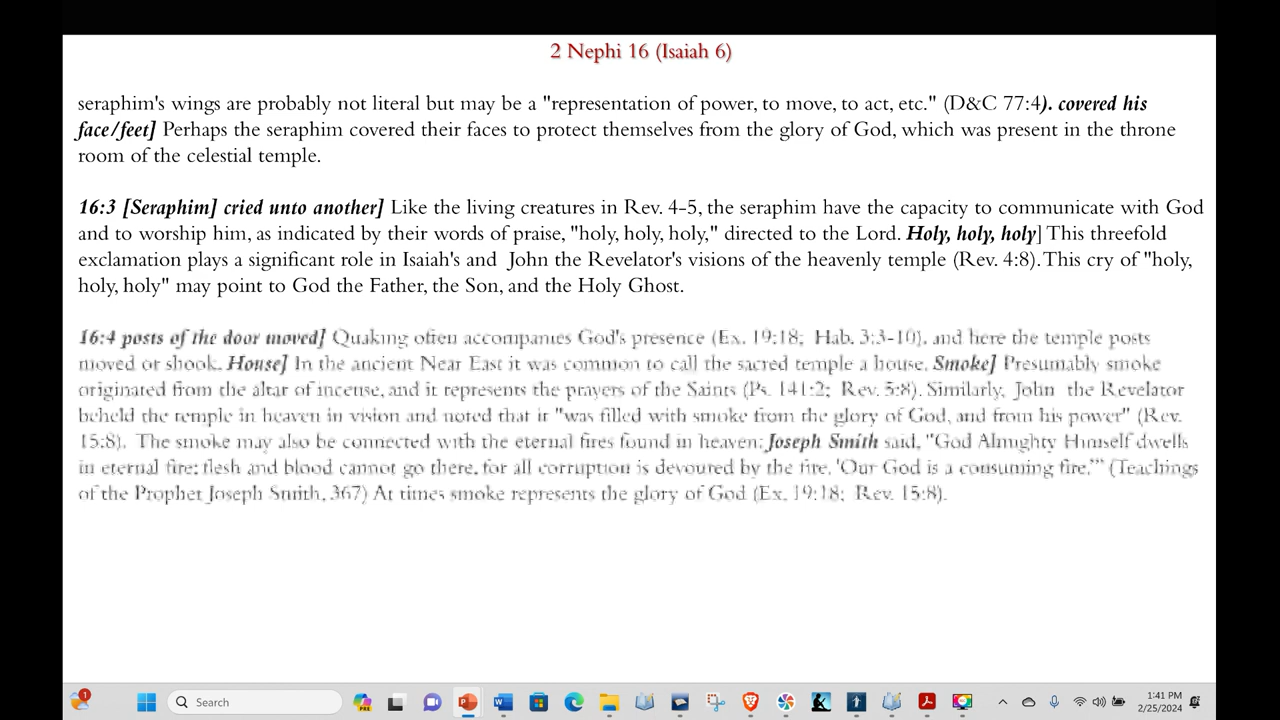 2 Nephi 16 (Isaiah 6)
seraphim's wings are probably not literal but may be a "representation of power, to move, to act, etc." (D&C 77:4). covered his
face/feet] Perhaps the seraphim covered their faces to protect themselves from the glory of God, which was present in the throne
room of the celestial temple.
16:3 [Seraphim] cried unto another] Like the living creatures in Rev. 4-5, the seraphim have the capacity to communicate with God
and to worship him, as indicated by their words of praise, "holy, holy, holy," directed to the Lord. Holy, holy, holy] This threefold
exclamation plays a significant role in Isaiah's and John the Revelator's visions of the heavenly temple (Rev. 4:8). This cry of "holy,
holy, holy" may point to God the Father, the Son, and the Holy Ghost.
16:4 posts of the door moved] Quaking often accompanies God's presence (Ex. 19:18; Hab. 3:3-10), and here the temple posts
moved or shook. House] In the ancient Near East it was common to call the sacred temple a house. Smoke] Presumably smoke
originated from the altar of incense, and it represents the prayers of the Saints (Ps. 141:2; Rev. 5:8). Similarly, John the Revelator
beheld the temple in heaven in vision and noted that it "was filled with smoke from the glory of God, and from his power" (Rev.
15:8). The smoke may also be connected with the eternal fires found in heaven; Joseph Smith said, "God Almighty Himself dwells
in eternal fire; flesh and blood cannot go there, for all corruption is devoured by the fire. 'Our God is a consuming fire.'" (Teachings
of the Prophet Joseph Smith, 367) At times smoke represents the glory of God (Ex. 19:18; Rev. 15:8).
1
Search
PRE
1:41 PM
2/25/2024